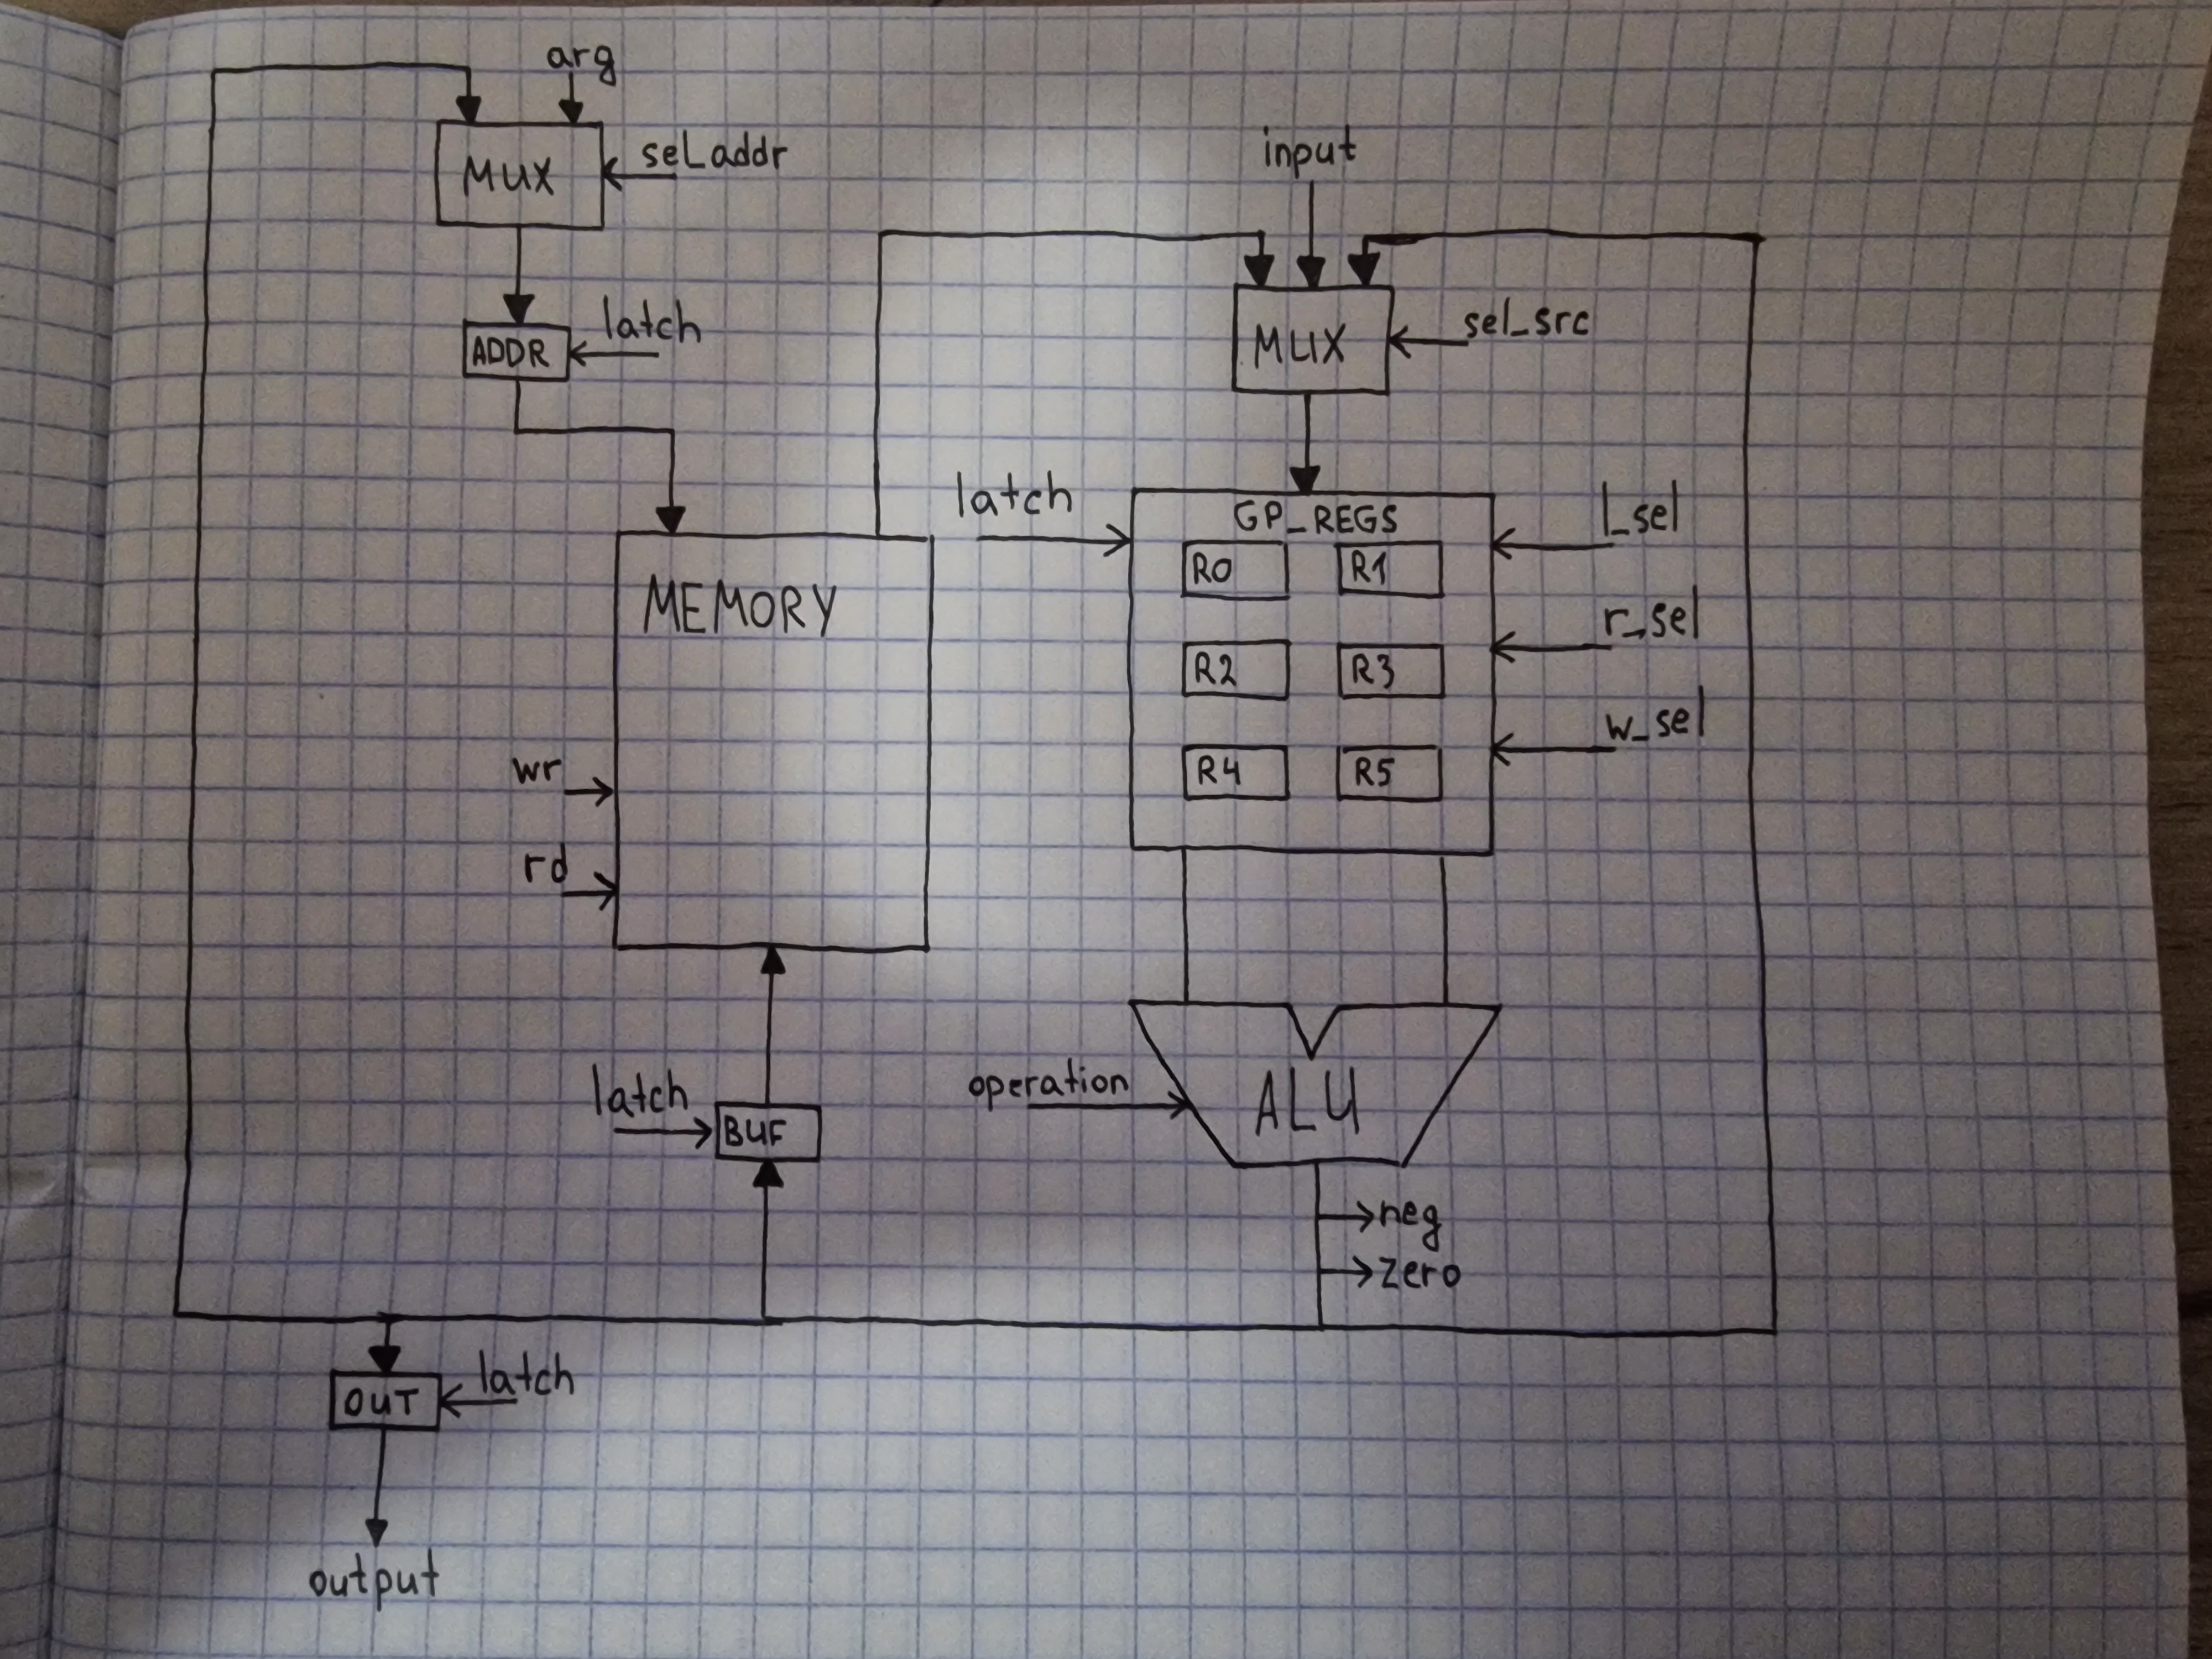 arg
MUX
sel_addr
input
ADDR
latch
MUX
sel_src
latch
GP_REGS
l_sel
R0
R1
MEMORY
r_sel
R2
R3
w_sel
wr
R4
R5
rd
latch
BUF
operation
ALU
neg
zero
OUT
latch
output